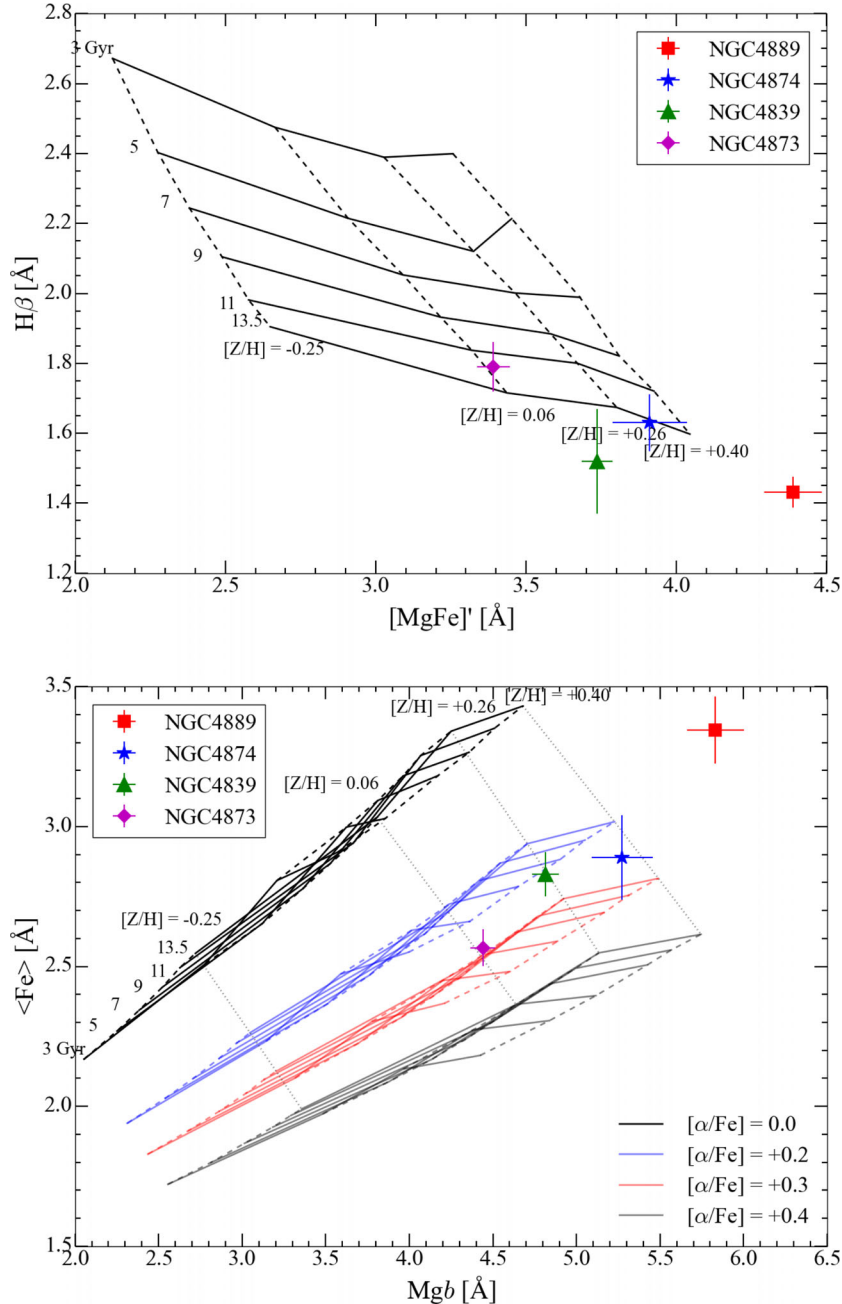 2.8
2.6
2.4
2.2
2.0
1.8
1.6
1.4
1.2
Hβ [Å]
3 Gyr
5
7
9
11
13.5
[Z/H] = -0.25
[Z/H] = 0.06
[Z/H] = +0.26
[Z/H] = +0.40
NGC4889
NGC4874
NGC4839
NGC4873
2.0 2.5 3.0 3.5 4.0 4.5
[MgFe]' [Å]
3.5
3.0
2.5
2.0
1.5
<Fe> [Å]
NGC4889
NGC4874
NGC4839
NGC4873
[Z/H] = +0.26
[Z/H] = +0.40
[Z/H] = 0.06
[Z/H] = -0.25
13.5
11
9
7
5
3 Gyr
[α/Fe] = 0.0
[α/Fe] = +0.2
[α/Fe] = +0.3
[α/Fe] = +0.4
2.0 2.5 3.0 3.5 4.0 4.5 5.0 5.5 6.0 6.5
Mgb [Å]